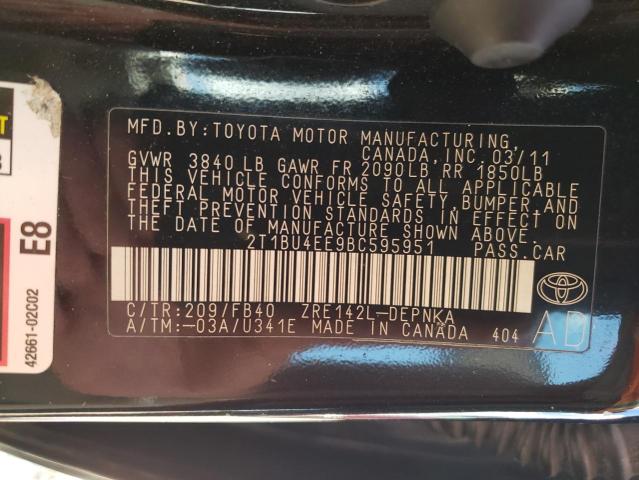 MFD.BY:TOYOTA MOTOR MANUFACTURING,
CANADA, INC. 03/11
GVWR 3840 LB GAWR FR 2090LB RR 1850LB
THIS VEHICLE CONFORMS TO ALL APPLICABLE
FEDERAL MOTOR VEHICLE SAFETY, BUMPER, AND
THEFT PREVENTION STANDARDS IN EFFECT ON
THE DATE OF MANUFACTURE SHOWN ABOVE.
2T1BU4EE9BC595951 PASS.CAR
C/TR:209/FB40 ZRE142L-DEPNKA
A/TM:-03A/U341E MADE IN CANADA 404
AD
E8
42661-02C02